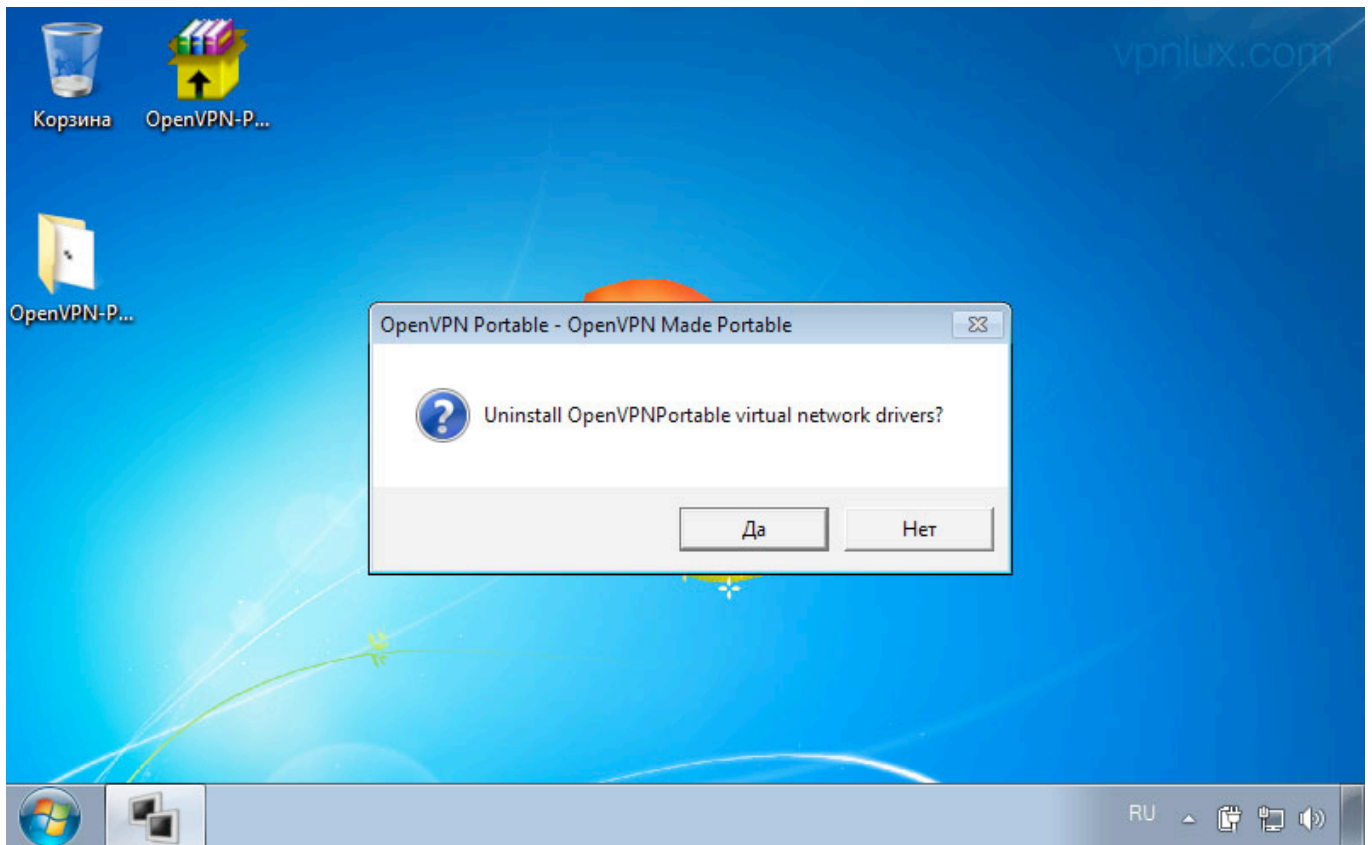 vpnlux.com
Корзина
OpenVPN-P...
OpenVPN-P...
OpenVPN Portable - OpenVPN Made Portable
Uninstall OpenVPNPortable virtual network drivers?
Да
Нет
RU